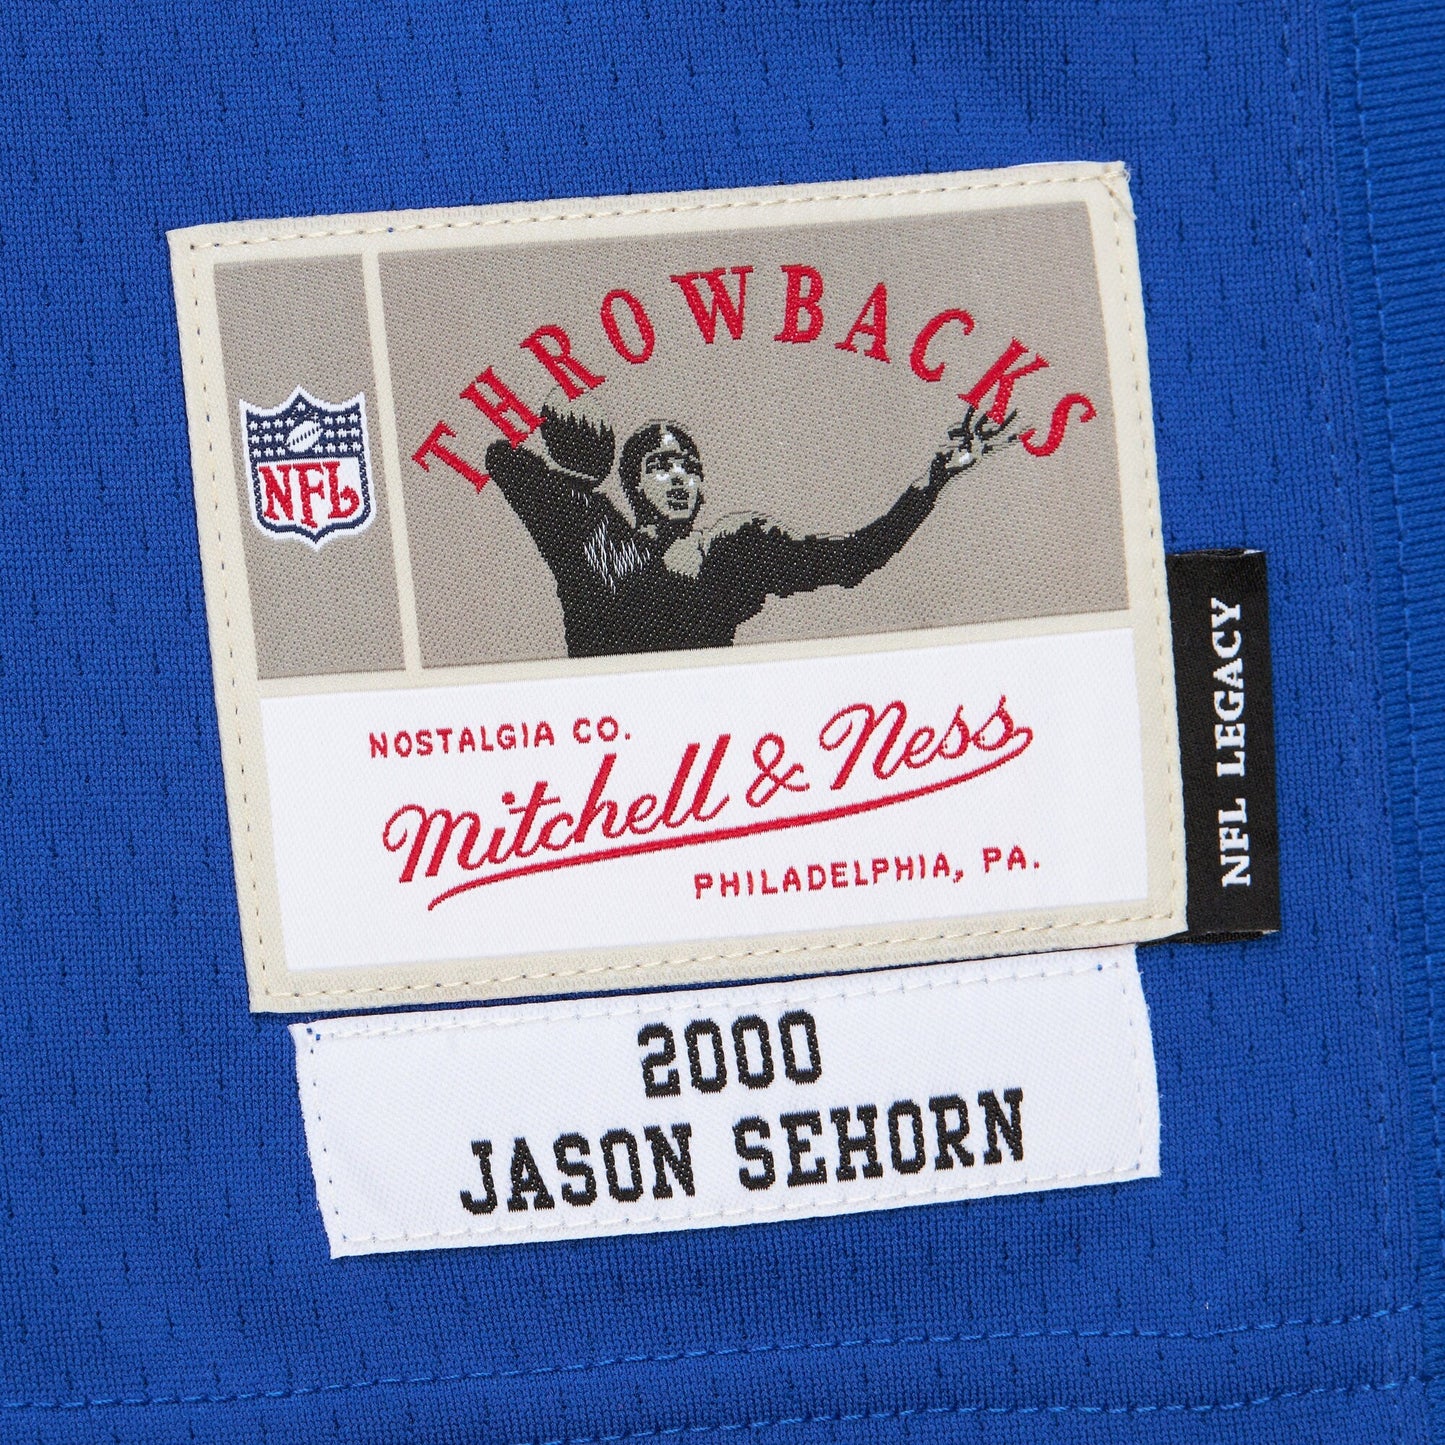 THROWBACKS
NFL
NOSTALGIA CO.
Mitchell & Ness
PHILADELPHIA, PA.
NFL LEGACY
2000
JASON SEHORN